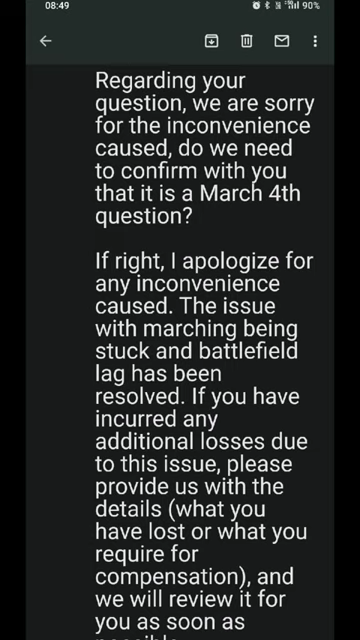 08:49
90%
Regarding your
question, we are sorry
for the inconvenience
caused, do we need
to confirm with you
that it is a March 4th
question?
If right, I apologize for
any inconvenience
caused. The issue
with marching being
stuck and battlefield
lag has been
resolved. If you have
incurred any
additional losses due
to this issue, please
provide us with the
details (what you
have lost or what you
require for
compensation), and
we will review it for
you as soon as